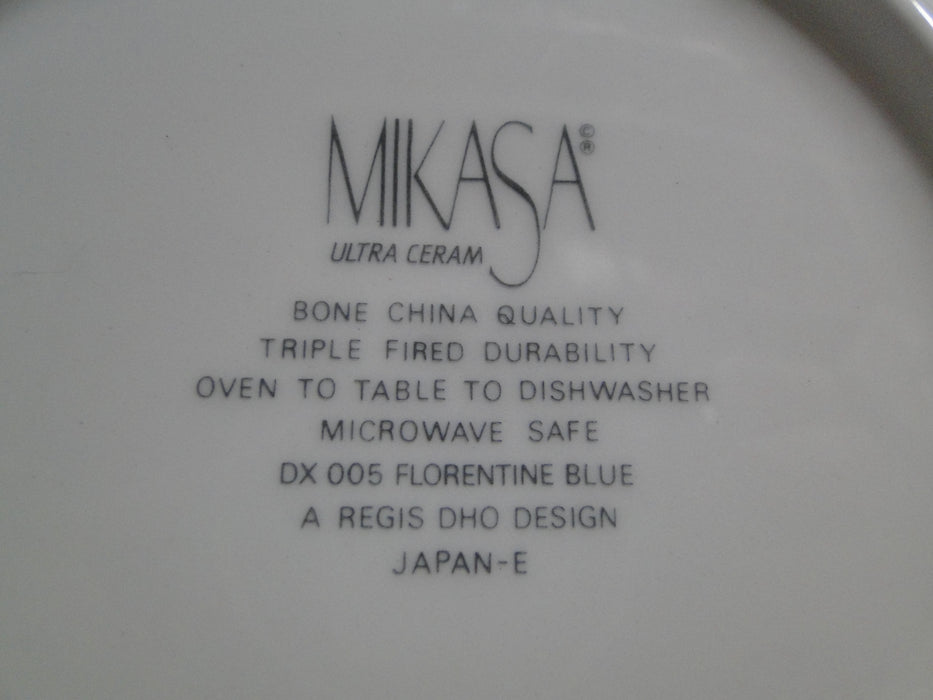 MIKASA©®
ULTRA CERAM
BONE CHINA QUALITY
TRIPLE FIRED DURABILITY
OVEN TO TABLE TO DISHWASHER
MICROWAVE SAFE
DX 005 FLORENTINE BLUE
A REGIS DHO DESIGN
JAPAN-E